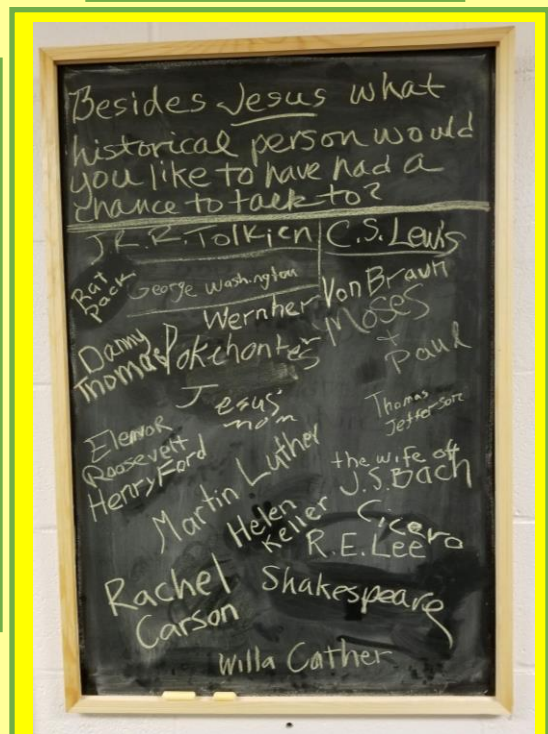 Besides Jesus what
historical person would
you like to have had a
chance to talk to?
J.R.R. Tolkien
C.S. Lewis
Rat
Pack
George Washington
Wernher Von Braun
Danny
Thomas
Pokehontes
Moses
+
Paul
Jesus'
mom
Thomas
Jefferson
Eleanor
Roosevelt
Henry Ford
Martin Luther
the wife of
J.S. Bach
Helen
Keller
Cicero
R.E. Lee
Rachel
Carson
Shakespeare
Willa Cather